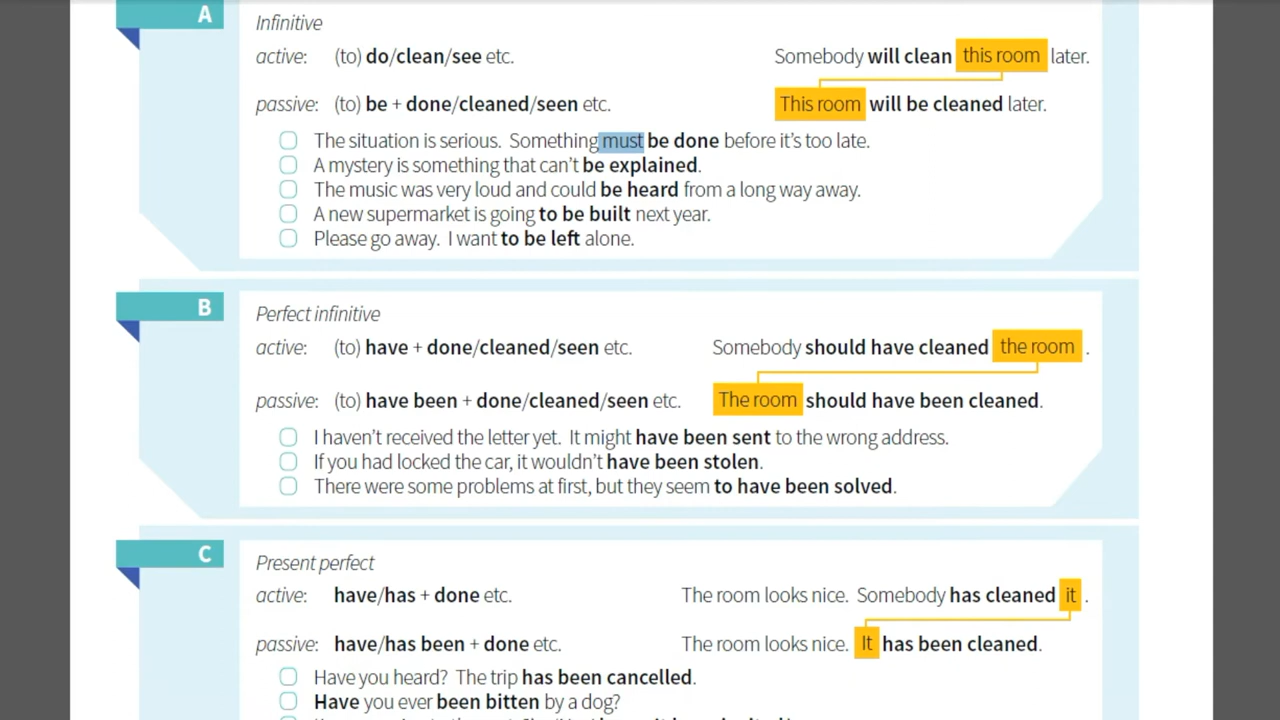 A
Infinitive
active: (to) do/clean/see etc. Somebody will clean this room later.
passive: (to) be + done/cleaned/seen etc. This room will be cleaned later.
The situation is serious. Something must be done before it's too late.
A mystery is something that can't be explained.
The music was very loud and could be heard from a long way away.
A new supermarket is going to be built next year.
Please go away. I want to be left alone.
B
Perfect infinitive
active: (to) have + done/cleaned/seen etc. Somebody should have cleaned the room .
passive: (to) have been + done/cleaned/seen etc. The room should have been cleaned.
I haven't received the letter yet. It might have been sent to the wrong address.
If you had locked the car, it wouldn't have been stolen.
There were some problems at first, but they seem to have been solved.
C
Present perfect
active: have/has + done etc. The room looks nice. Somebody has cleaned it .
passive: have/has been + done etc. The room looks nice. It has been cleaned.
Have you heard? The trip has been cancelled.
Have you ever been bitten by a dog?